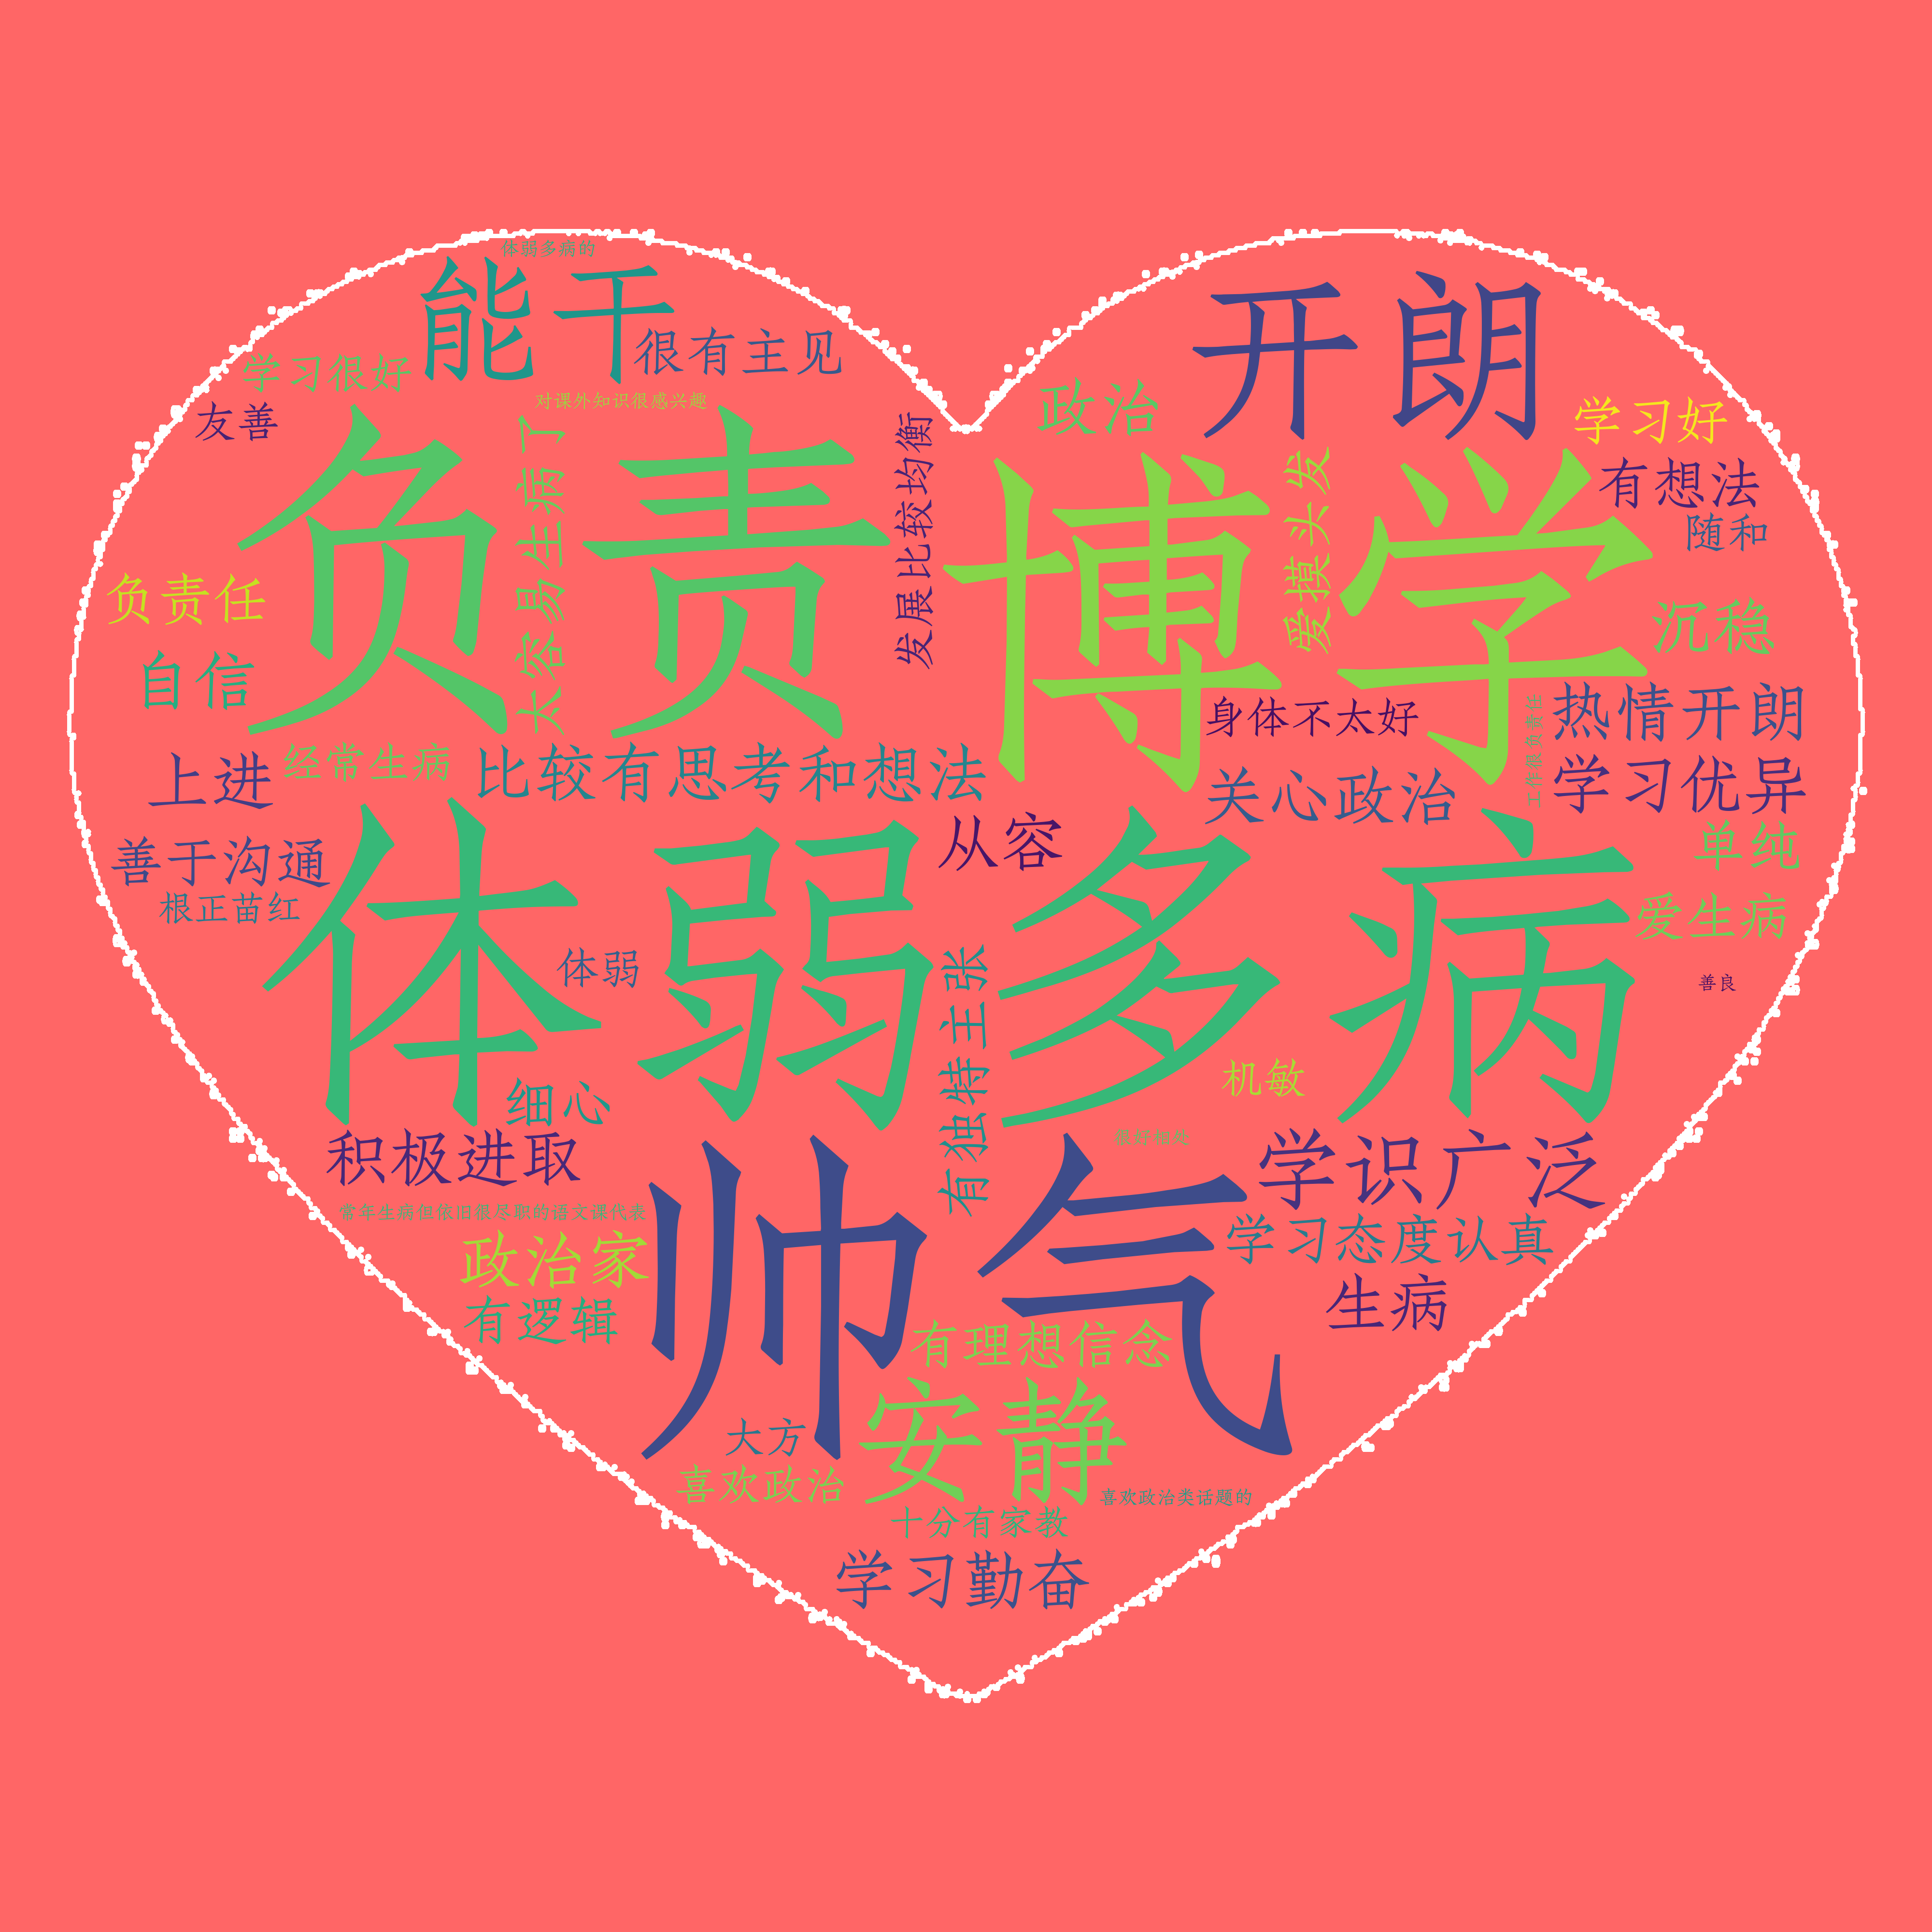 体弱多病的
能干
开朗
很有主见
学习很好
对课外知识很感兴趣
政治
学习好
友善
负责
太容易生病了
发展比较均衡
博学
爱摸头发
有想法
随和
负责任
沉稳
自信
身体不太好
工作很负责任
热情开朗
上进
经常生病
比较有思考和想法
关心政治
学习优异
善于沟通
从容
单纯
根正苗红
体弱多病
爱生病
体弱
有独特主张
善良
细心
机敏
积极进取
很好相处
学识广泛
常年生病但依旧很尽职的语文课代表
帅气
学习态度认真
政治家
生病
有逻辑
有理想信念
大方
安静
喜欢政治
喜欢政治类话题的
十分有家教
学习勤奋